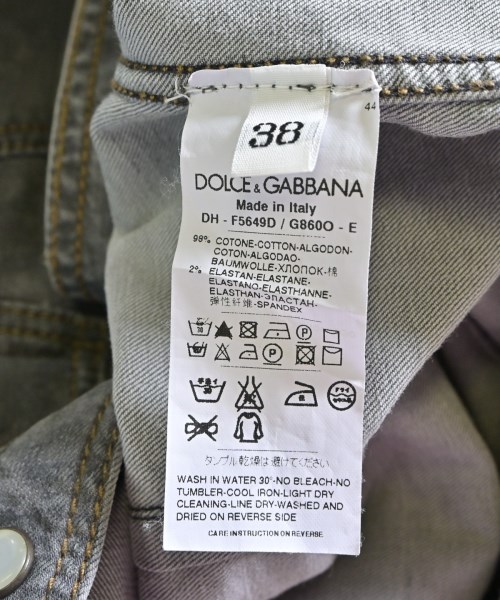 44
38
DOLCE & GABBANA
Made in Italy
DH - F5649D / G860O - E
98% COTONE-COTTON-ALGODON-
COTON-ALGODAO-
BAUMWOLLE-ХЛОПОК-棉
2% ELASTAN-ELASTANE-
ELASTANO-ELASTHANNE-
ELASTHAN-ЭЛАСТАН-
弹性纤维-SPANDEX
タンブル乾燥は避けてください
WASH IN WATER 30°-NO BLEACH-NO
TUMBLER-COOL IRON-LIGHT DRY
CLEANING-LINE DRY-WASHED AND
DRIED ON REVERSE SIDE
CARE INSTRUCTION ON REVERSE